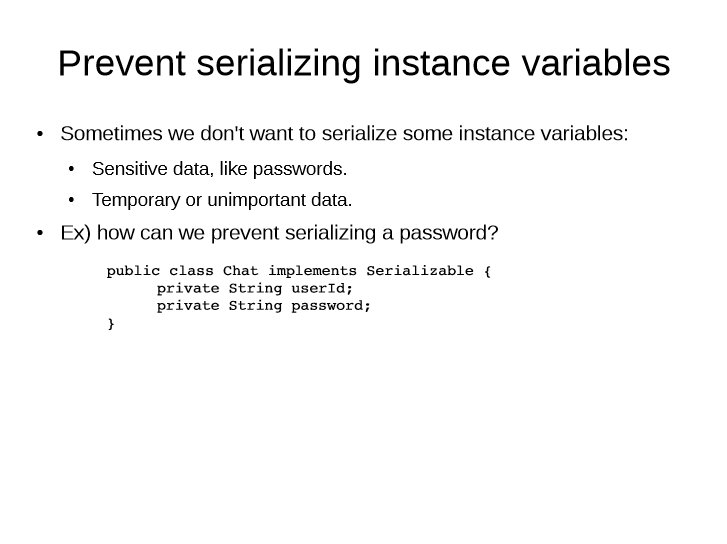 Prevent serializing instance variables
• Sometimes we don't want to serialize some instance variables:
• Sensitive data, like passwords.
• Temporary or unimportant data.
• Ex) how can we prevent serializing a password?
public class Chat implements Serializable {
private String userId;
private String password;
}